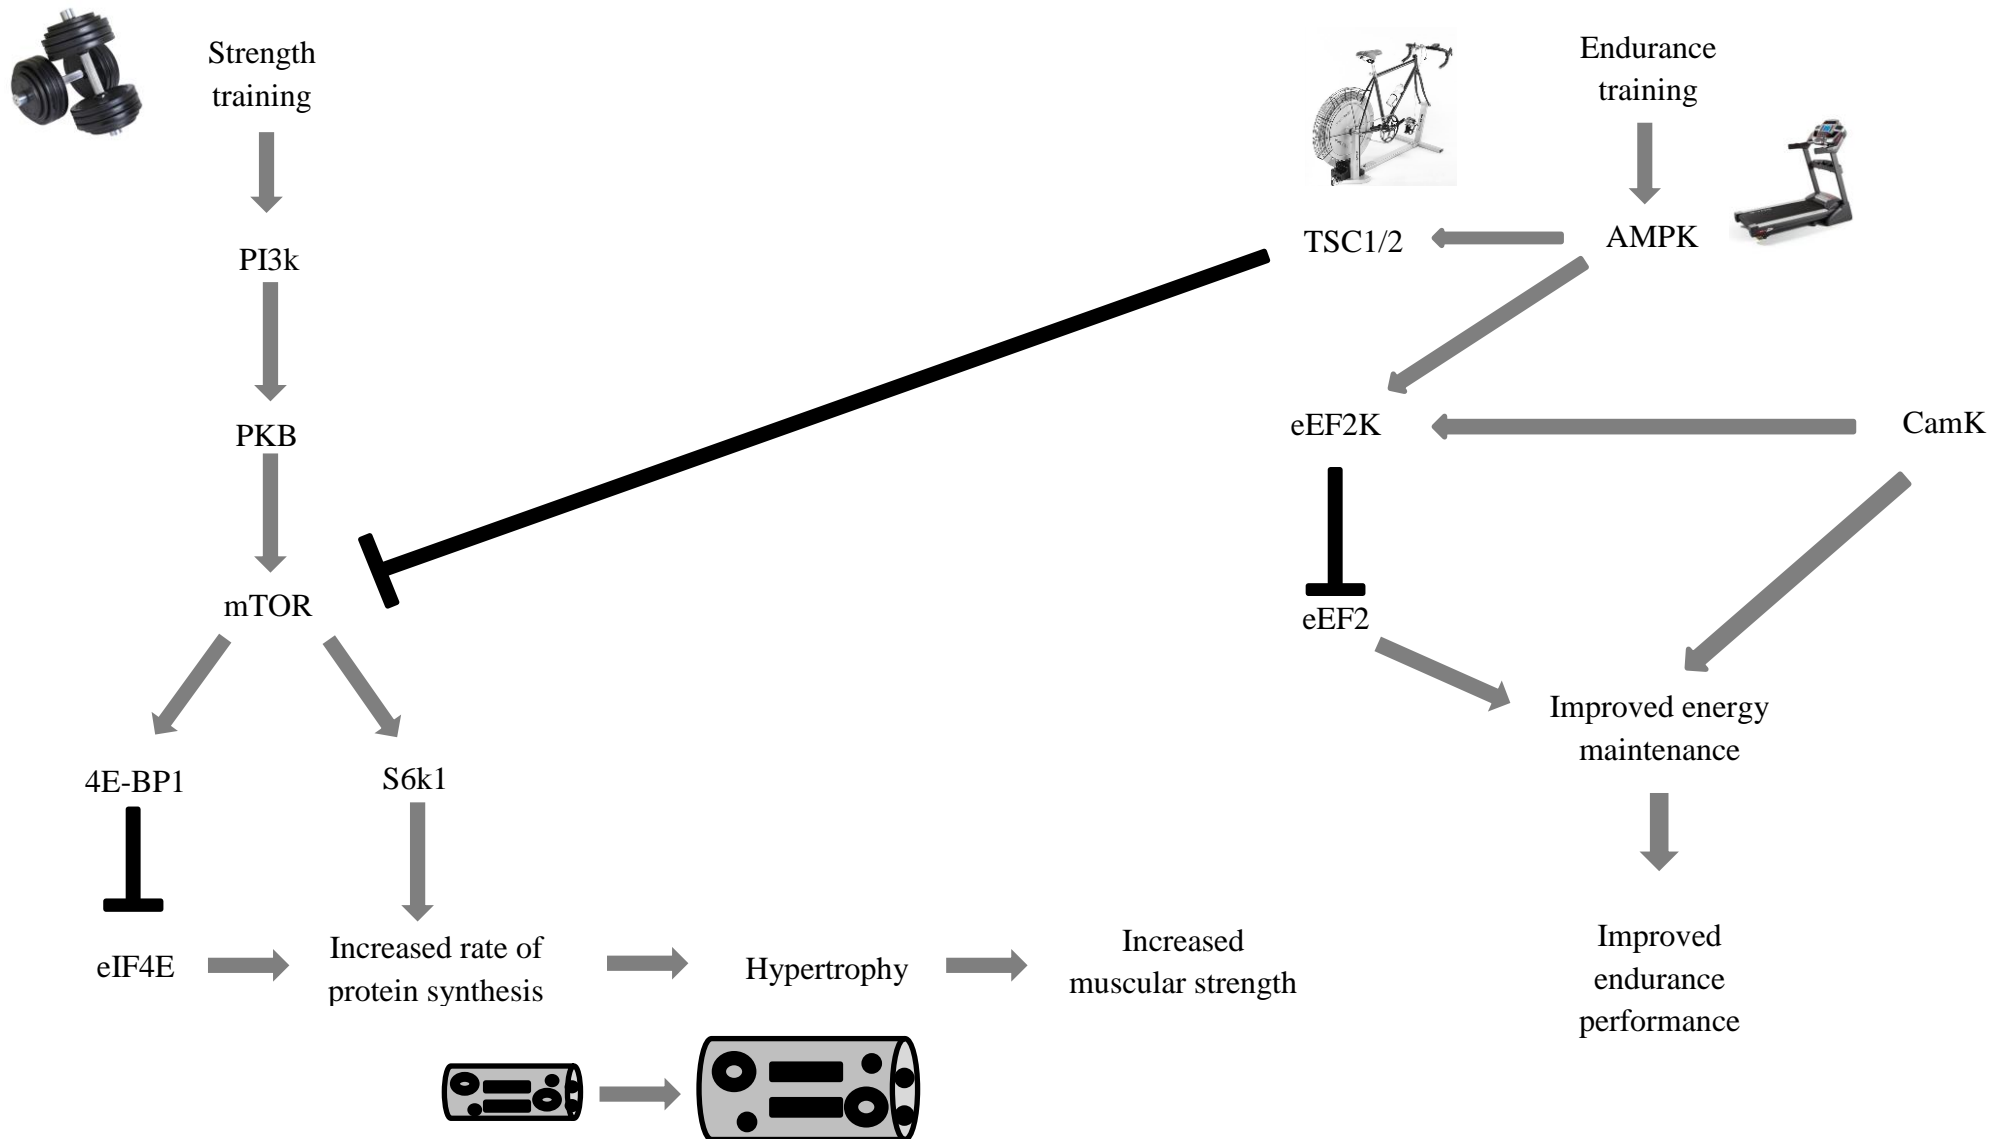 Strength
training
Endurance
training
PI3k
TSC1/2
AMPK
PKB
eEF2K
CamK
mTOR
eEF2
Improved energy
maintenance
4E-BP1
S6k1
eIF4E
Increased rate of
protein synthesis
Hypertrophy
Increased
muscular strength
Improved
endurance
performance